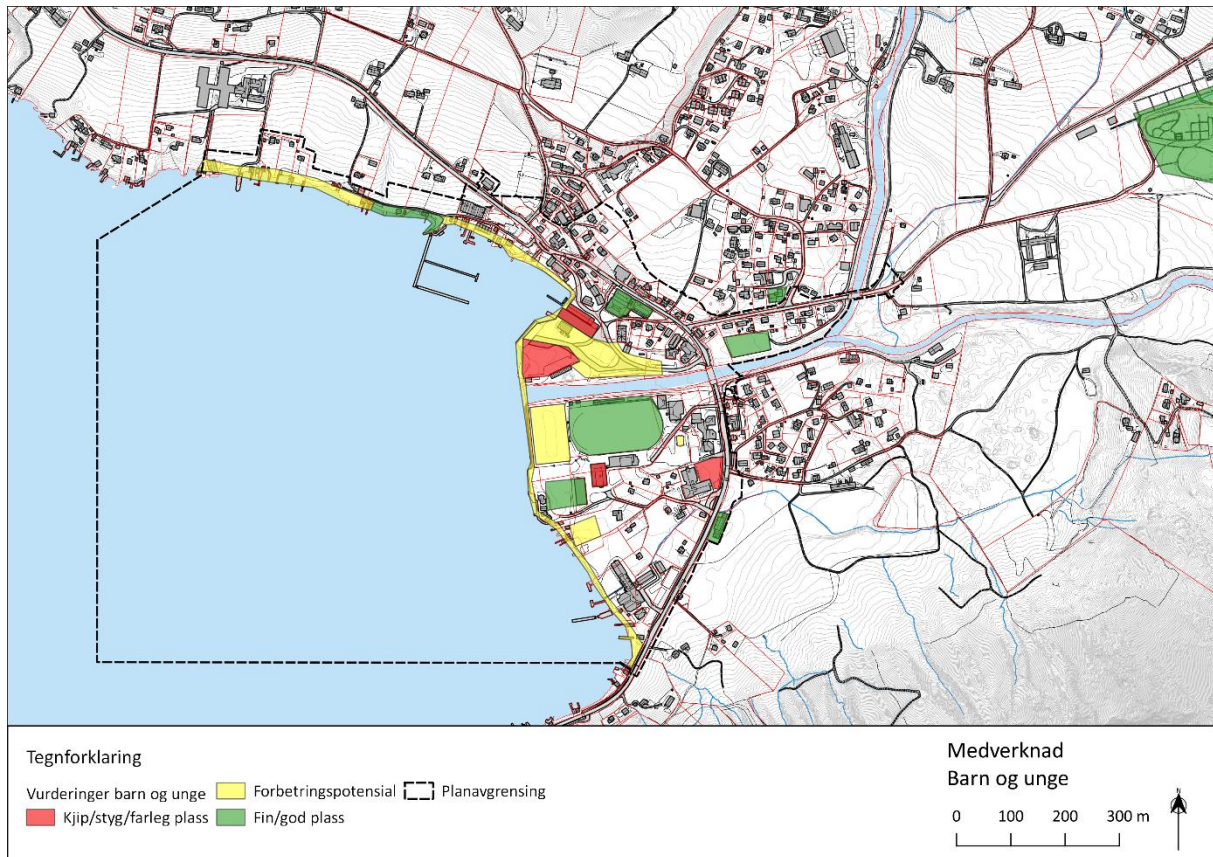 Tegnforklaring
Vurderinger barn og unge
Kjip/styg/farleg plass
Forbetringspotensial
Fin/god plass
Planavgrensing
Medverknad
Barn og unge
0 100 200 300 m
N